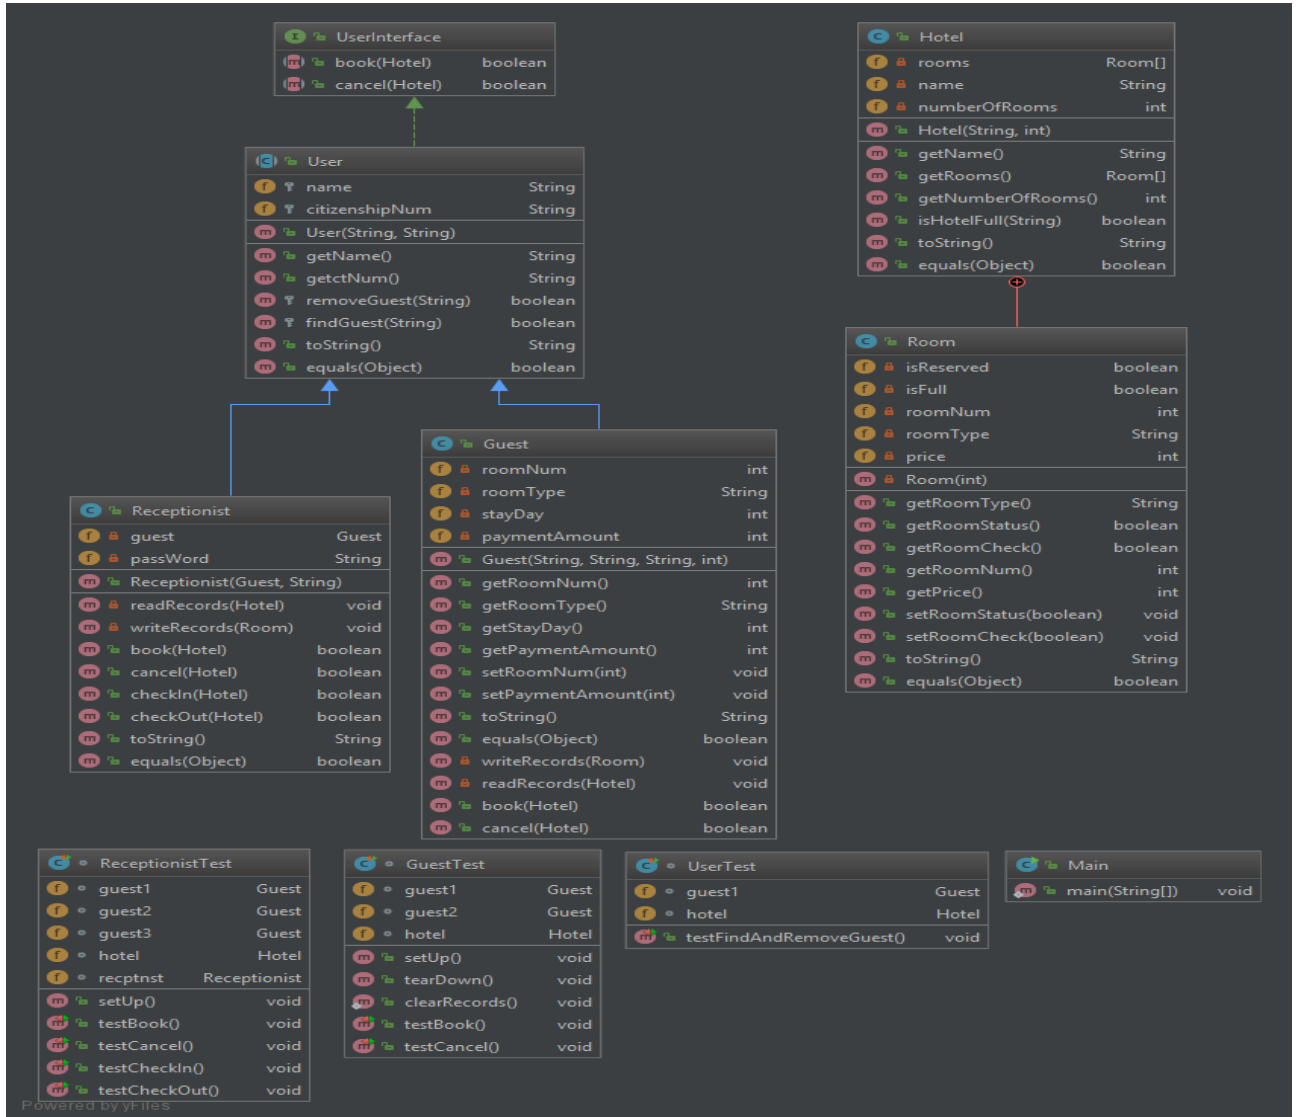 UserInterface
book(Hotel) boolean
cancel(Hotel) boolean
User
name String
citizenshipNum String
User(String, String)
getName() String
getctNum() String
removeGuest(String) boolean
findGuest(String) boolean
toString() String
equals(Object) boolean
Hotel
rooms Room[]
name String
numberOfRooms int
Hotel(String, int)
getName() String
getRooms() Room[]
getNumberOfRooms() int
isHotelFull(String) boolean
toString() String
equals(Object) boolean
Room
isReserved boolean
isFull boolean
roomNum int
roomType String
price int
Room(int)
getRoomType() String
getRoomStatus() boolean
getRoomCheck() boolean
getRoomNum() int
getPrice() int
setRoomStatus(boolean) void
setRoomCheck(boolean) void
toString() String
equals(Object) boolean
Receptionist
guest Guest
passWord String
Receptionist(Guest, String)
readRecords(Hotel) void
writeRecords(Room) void
book(Hotel) boolean
cancel(Hotel) boolean
checkIn(Hotel) boolean
checkOut(Hotel) boolean
toString() String
equals(Object) boolean
Guest
roomNum int
roomType String
stayDay int
paymentAmount int
Guest(String, String, String, int)
getRoomNum() int
getRoomType() String
getStayDay() int
getPaymentAmount() int
setRoomNum(int) void
setPaymentAmount(int) void
toString() String
equals(Object) boolean
writeRecords(Room) void
readRecords(Hotel) void
book(Hotel) boolean
cancel(Hotel) boolean
ReceptionistTest
guest1 Guest
guest2 Guest
guest3 Guest
hotel Hotel
recptnst Receptionist
setUp() void
testBook() void
testCancel() void
testCheckIn() void
testCheckOut() void
GuestTest
guest1 Guest
guest2 Guest
hotel Hotel
setUp() void
tearDown() void
clearRecords() void
testBook() void
testCancel() void
UserTest
guest1 Guest
hotel Hotel
testFindAndRemoveGuest() void
Main
main(String[]) void
Powered by yFiles